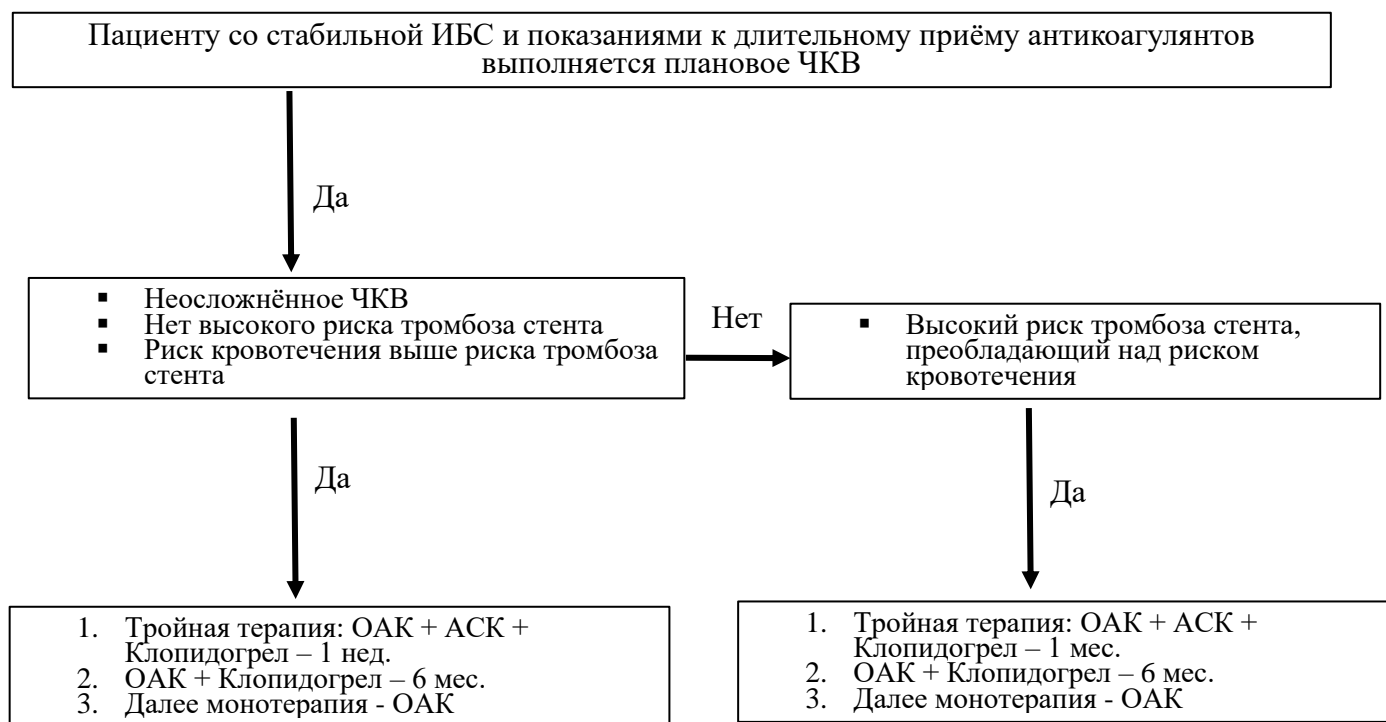 Пациенту со стабильной ИБС и показаниями к длительному приёму антикоагулянтов
выполняется плановое ЧКВ
Да
▪ Неосложнённое ЧКВ
▪ Нет высокого риска тромбоза стента
▪ Риск кровотечения выше риска тромбоза
стента
Нет
▪ Высокий риск тромбоза стента,
преобладающий над риском
кровотечения
Да
Да
1. Тройная терапия: ОАК + АСК +
Клопидогрел – 1 нед.
2. ОАК + Клопидогрел – 6 мес.
3. Далее монотерапия - ОАК
1. Тройная терапия: ОАК + АСК +
Клопидогрел – 1 мес.
2. ОАК + Клопидогрел – 6 мес.
3. Далее монотерапия - ОАК